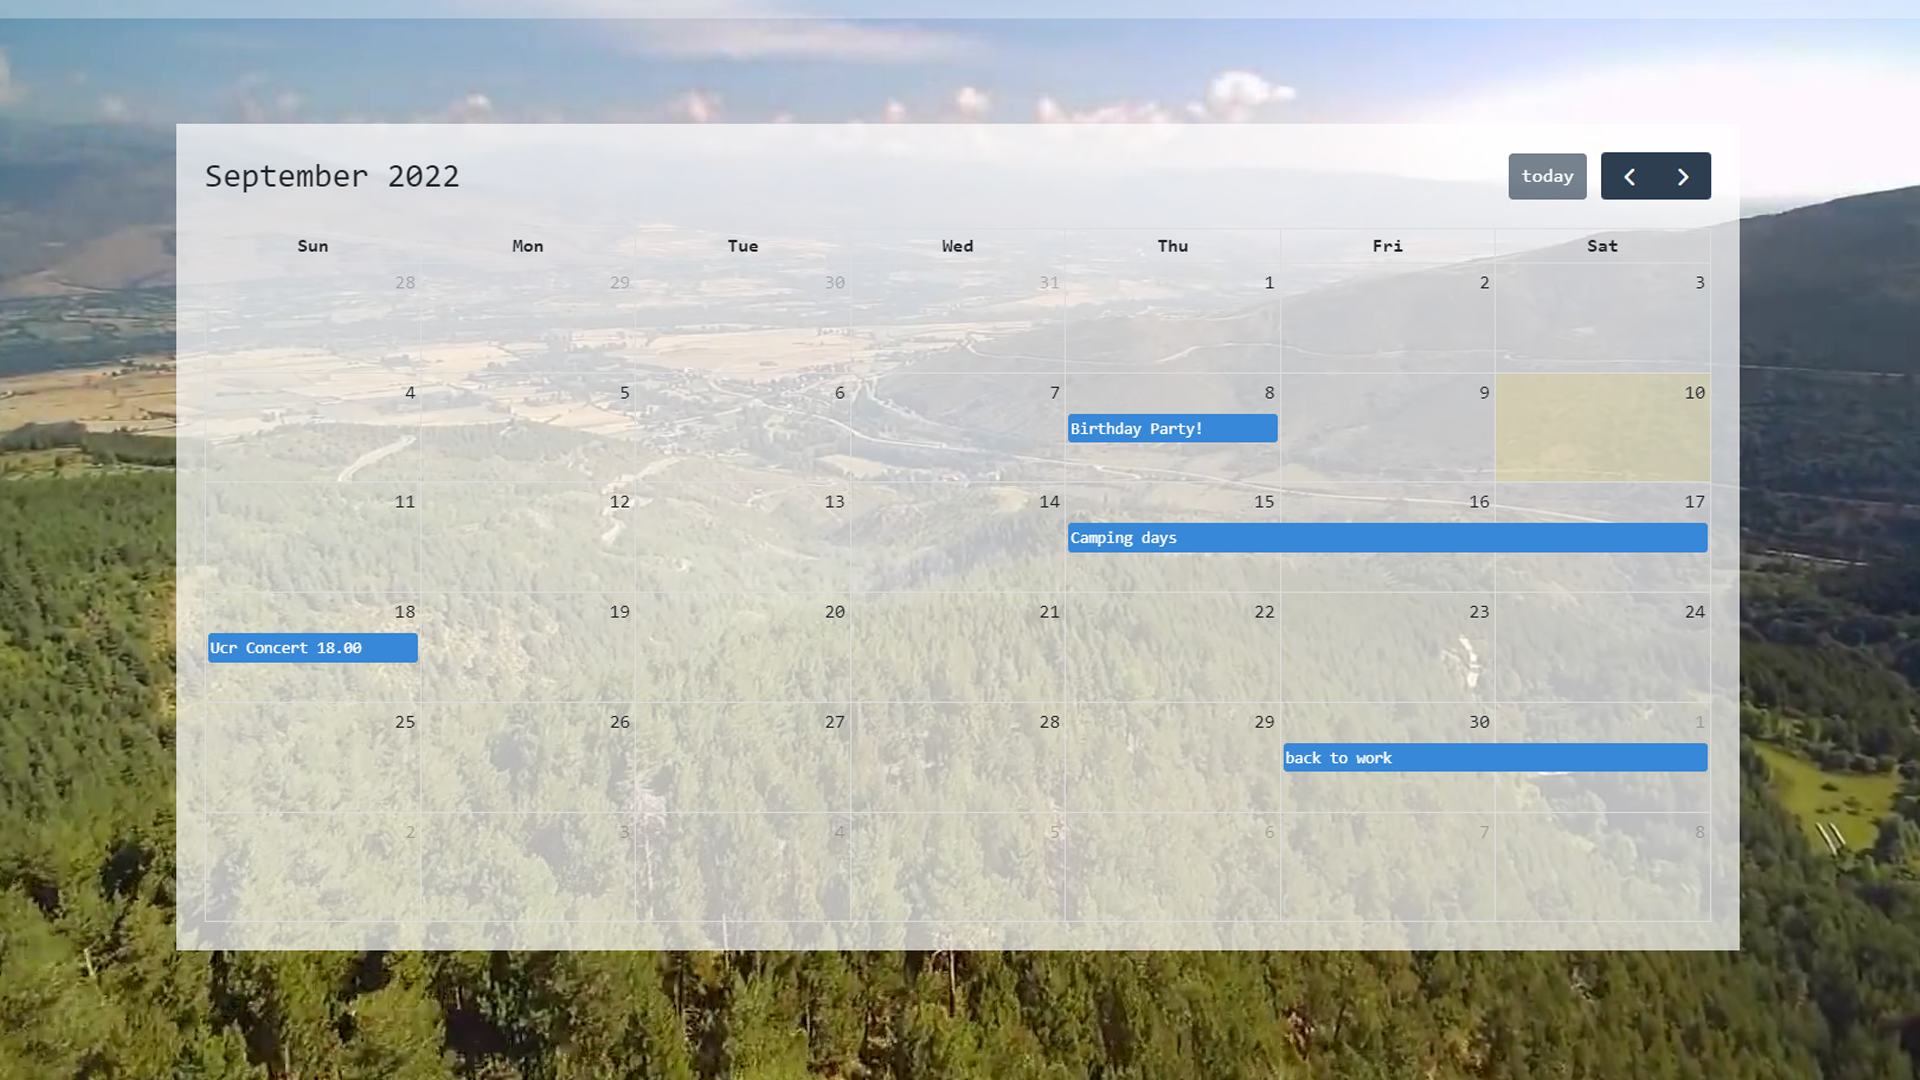 September 2022
today
Sun Mon Tue Wed Thu Fri Sat
28 29 30 31 1 2 3
4 5 6 7 8 9 10
Birthday Party!
11 12 13 14 15 16 17
Camping days
18 19 20 21 22 23 24
Ucr Concert 18.00
25 26 27 28 29 30 1
back to work
2 3 4 5 6 7 8